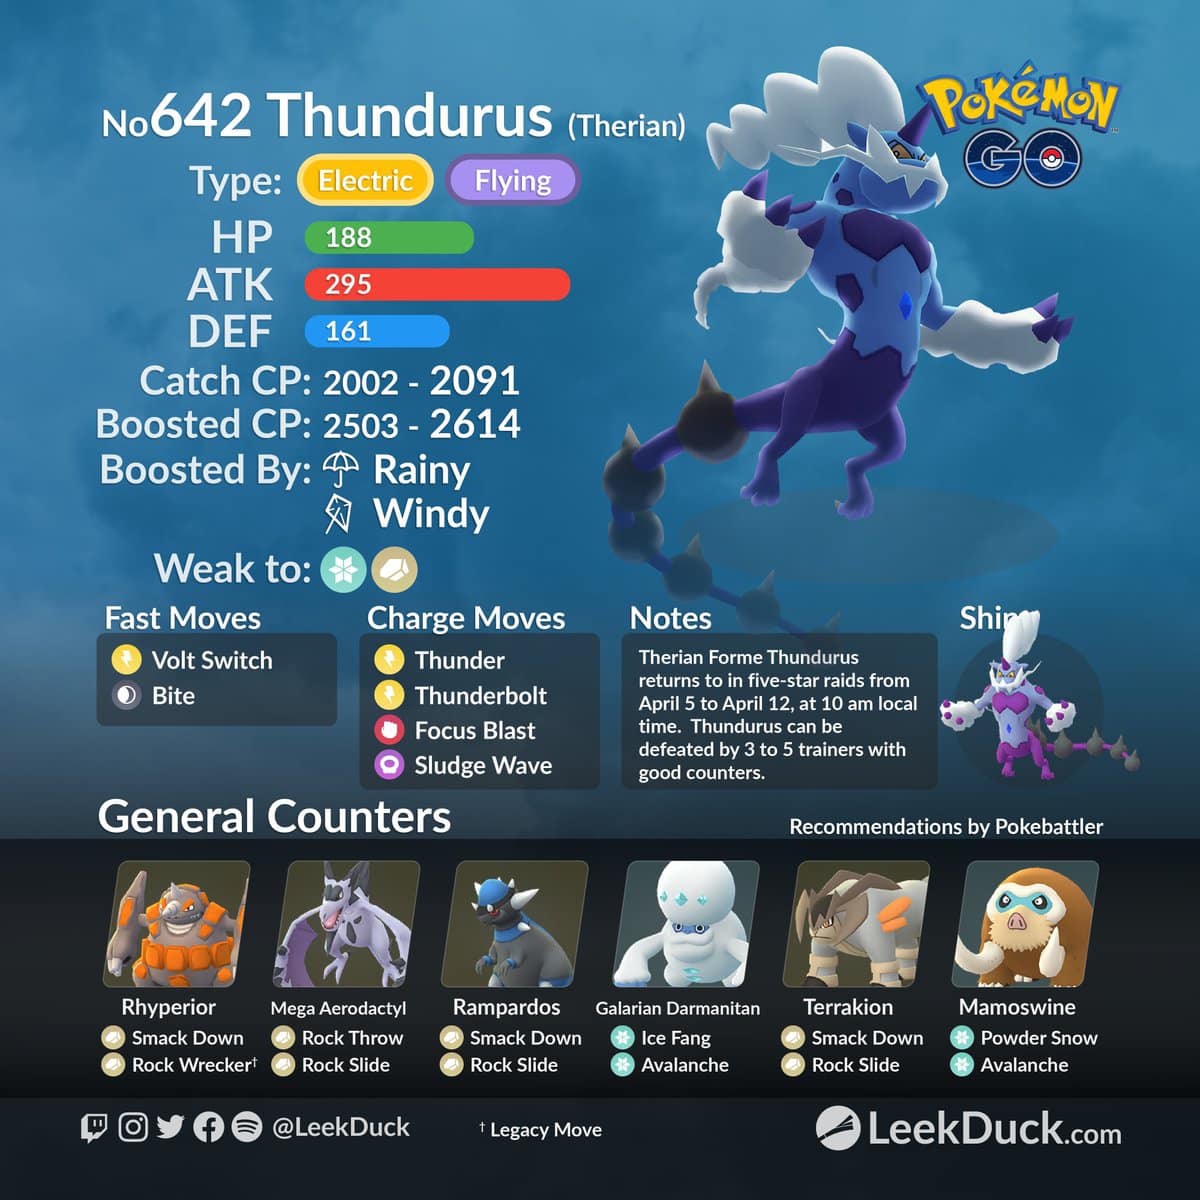 No642 Thundurus (Therian)
POKéMON
GO
Type: Electric Flying
HP 188
ATK 295
DEF 161
Catch CP: 2002 - 2091
Boosted CP: 2503 - 2614
Boosted By: Rainy
Windy
Weak to:
Fast Moves
Volt Switch
Bite
Charge Moves
Thunder
Thunderbolt
Focus Blast
Sludge Wave
Notes
Therian Forme Thundurus
returns to in five-star raids from
April 5 to April 12, at 10 am local
time. Thundurus can be
defeated by 3 to 5 trainers with
good counters.
General Counters
Recommendations by Pokebattler
Rhyperior
Smack Down
Rock Wrecker†
Mega Aerodactyl
Rock Throw
Rock Slide
Rampardos
Smack Down
Rock Slide
Galarian Darmanitan
Ice Fang
Avalanche
Terrakion
Smack Down
Rock Slide
Mamoswine
Powder Snow
Avalanche
@LeekDuck
† Legacy Move
LeekDuck.com